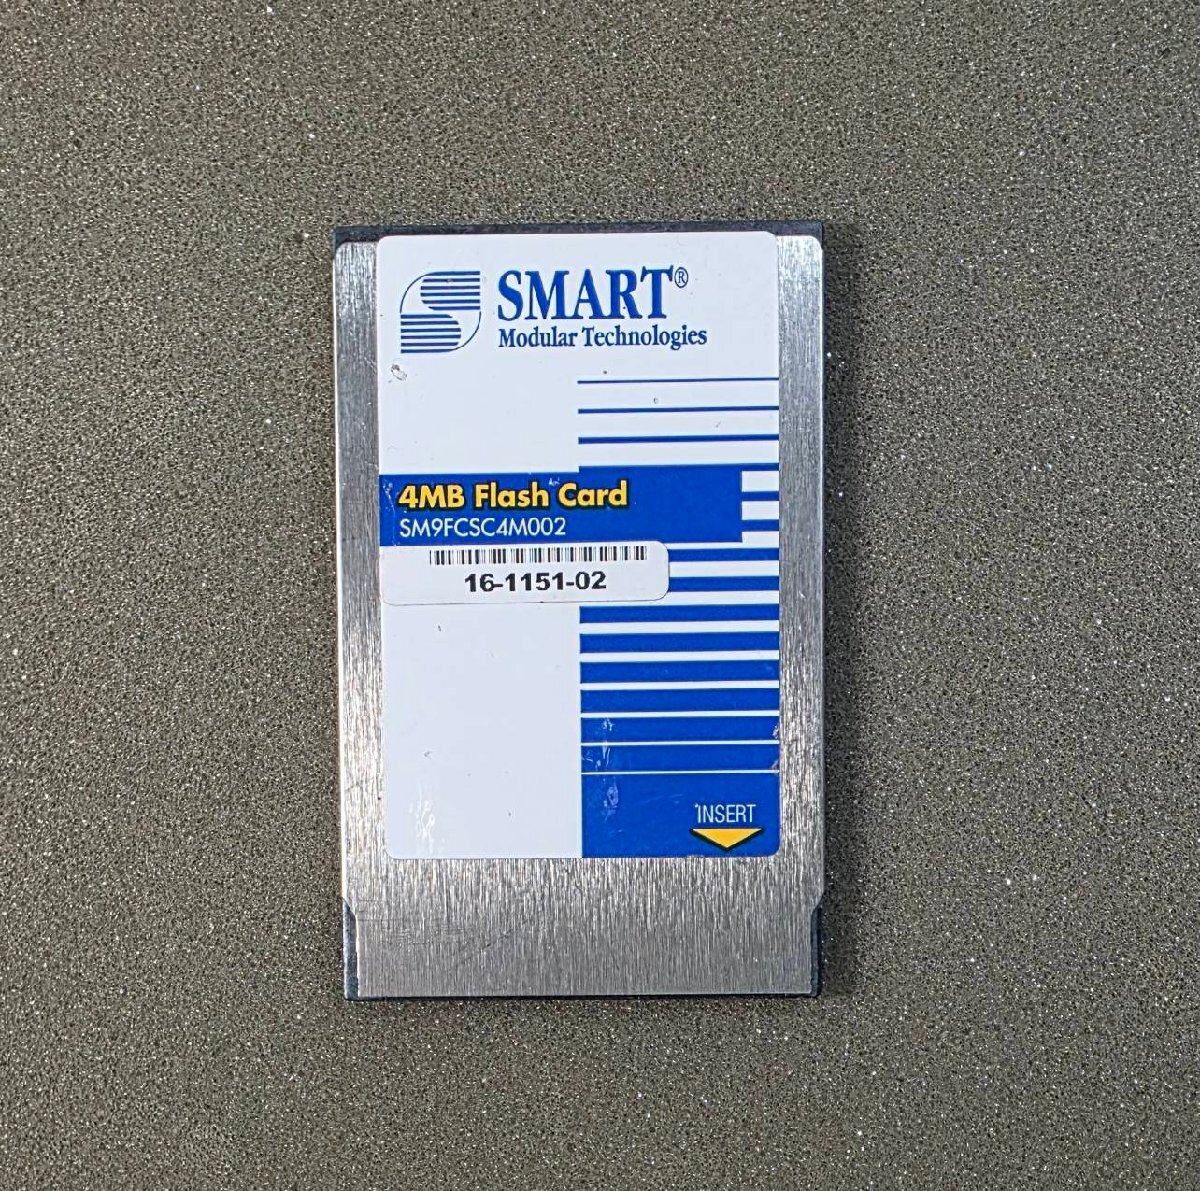 SMART®
Modular Technologies
4MB Flash Card
SM9FCSC4M002
16-1151-02
INSERT